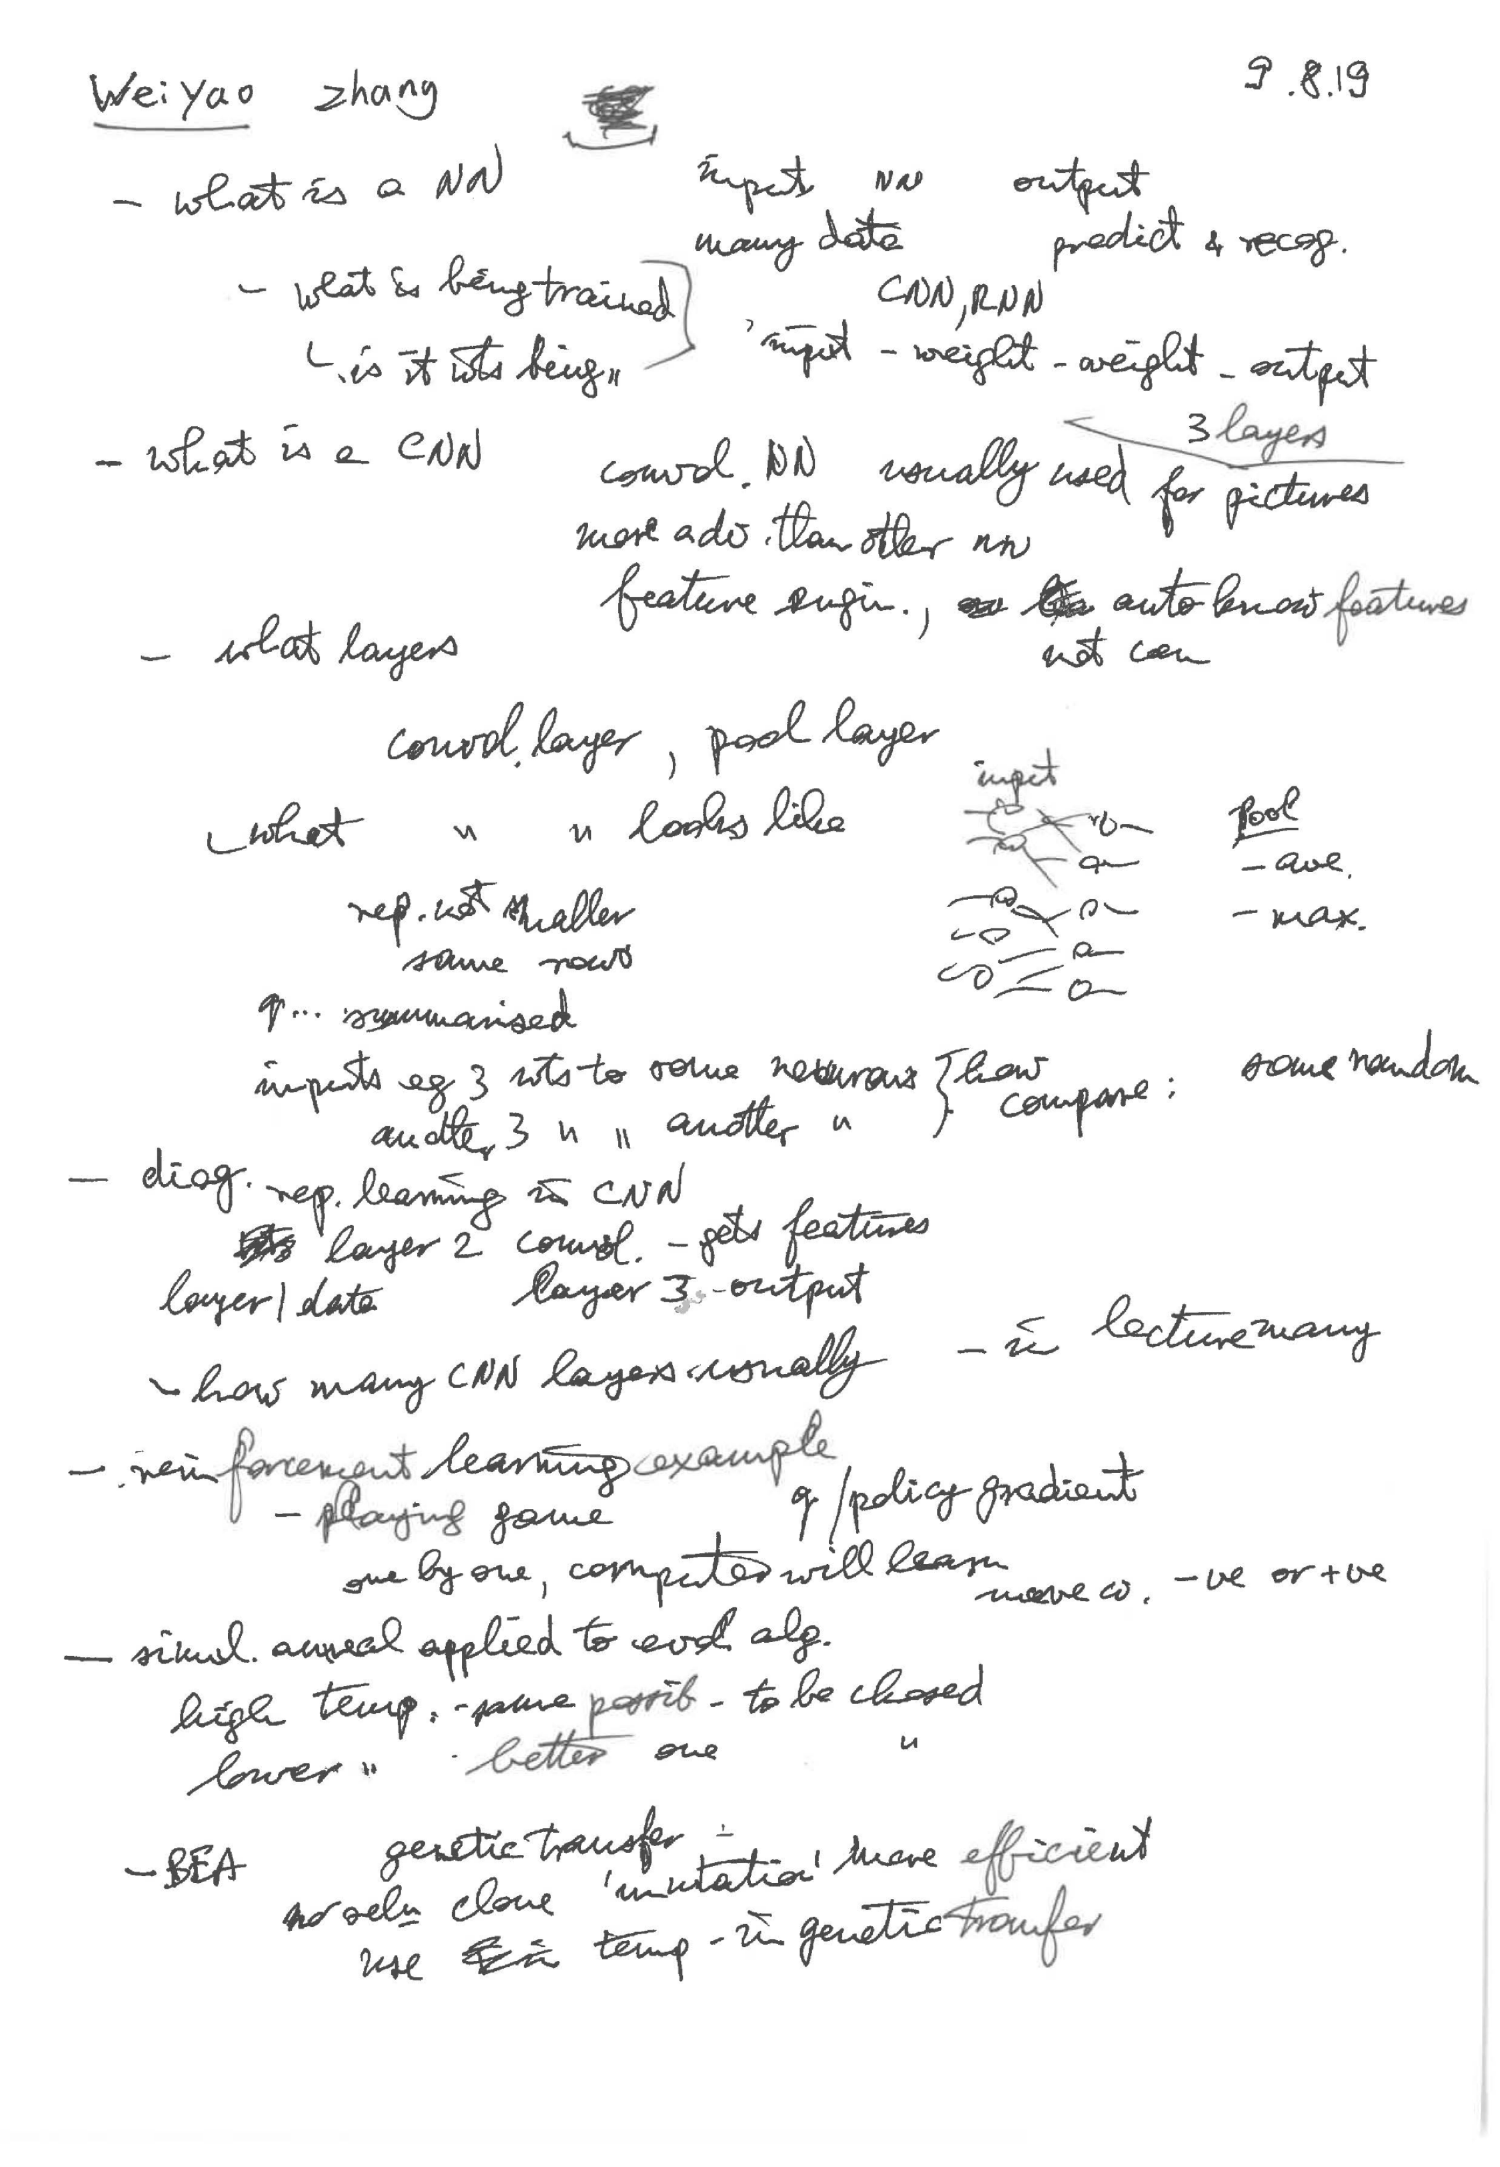 Weiyao zhang 9.8.19
- what is a NN input NN output
many data predict & recog.
- what is being trained CNN, RNN
is it wts being " input - weight - weight - output
3 layers
- what is a CNN convol. NN usually used for pictures
more adv. than other nn
feature engin., auto know features
- what layers not can
convol. layer, pool layer
input
what " " looks like pool
- ave.
rep. not smaller - max.
same rows
q... summarised
inputs eg 3 wts to some neurons } how compare : some random
another 3 " " another "
- diag. rep. learning in CNN
layer 2 convol. - gets features
layer 1 data layer 3 - output
- how many CNN layers usually - in lecture many
- reinforcement learning example
- playing game q / policy gradient
one by one, computer will learn
move w. -ve or +ve
- simul. anneal applied to evol. alg.
high temp. - same possib - to be chosed
lower " better one "
- BEA genetic transfer -
no seln clone 'mutation' more efficient
use temp - in genetic transfer